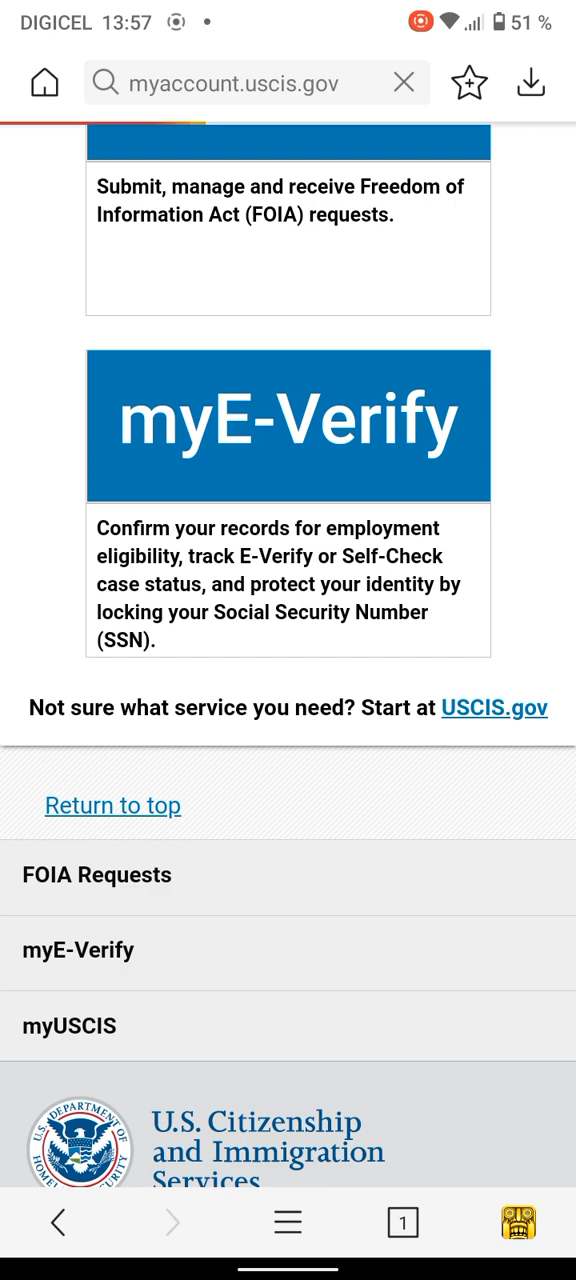 DIGICEL 13:57 51 %
myaccount.uscis.gov
Submit, manage and receive Freedom of
Information Act (FOIA) requests.
myE-Verify
Confirm your records for employment
eligibility, track E-Verify or Self-Check
case status, and protect your identity by
locking your Social Security Number
(SSN).
Not sure what service you need? Start at USCIS.gov
Return to top
FOIA Requests
myE-Verify
myUSCIS
U.S. DEPARTMENT OF
U.S. Citizenship
and Immigration
Services
1